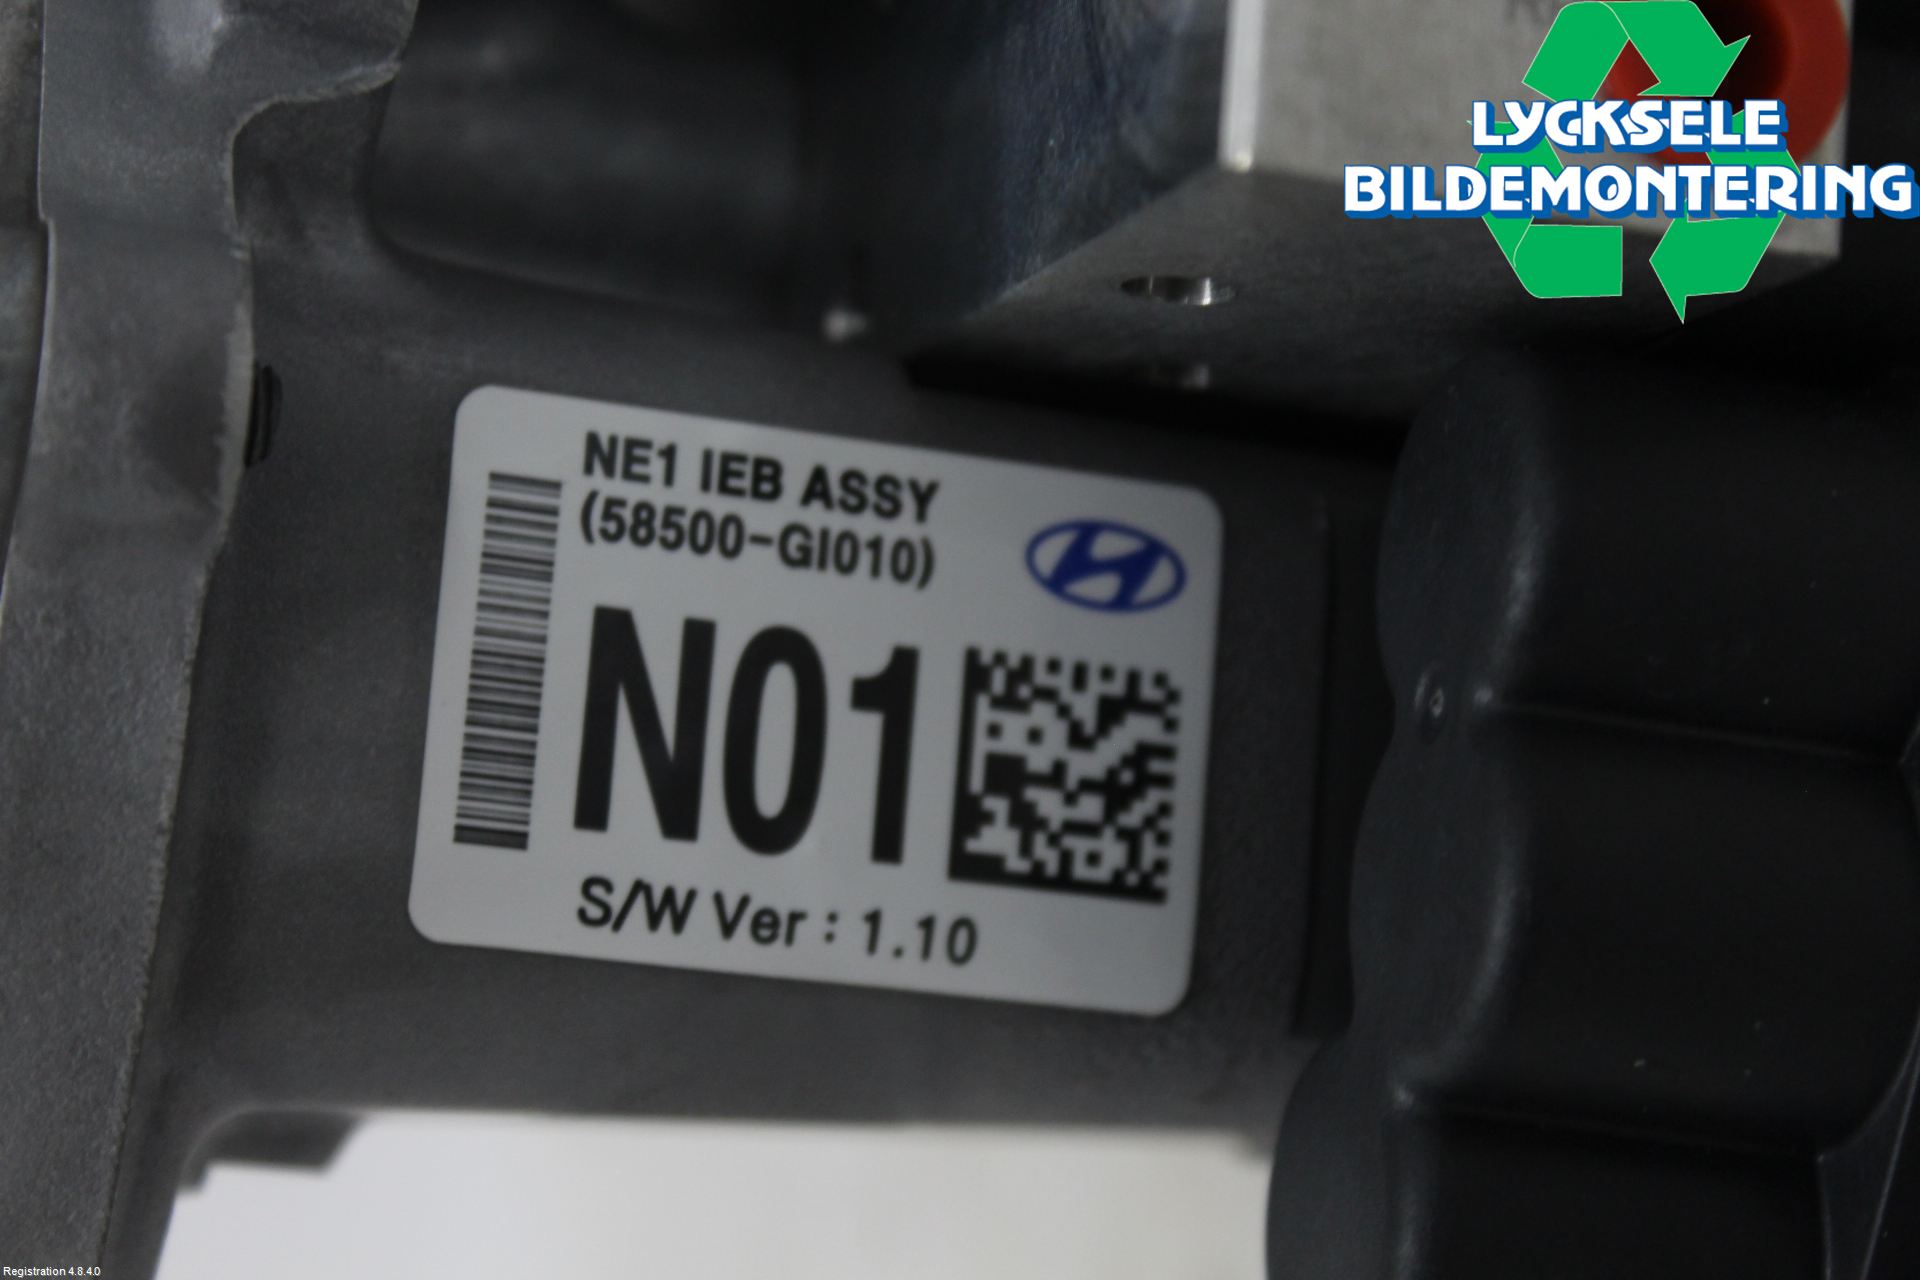 LYCKSELE
BILDEMONTERING
NE1 IEB ASSY
(58500-GI010)
N01
S/W Ver : 1.10
Registration 4.8.4.0